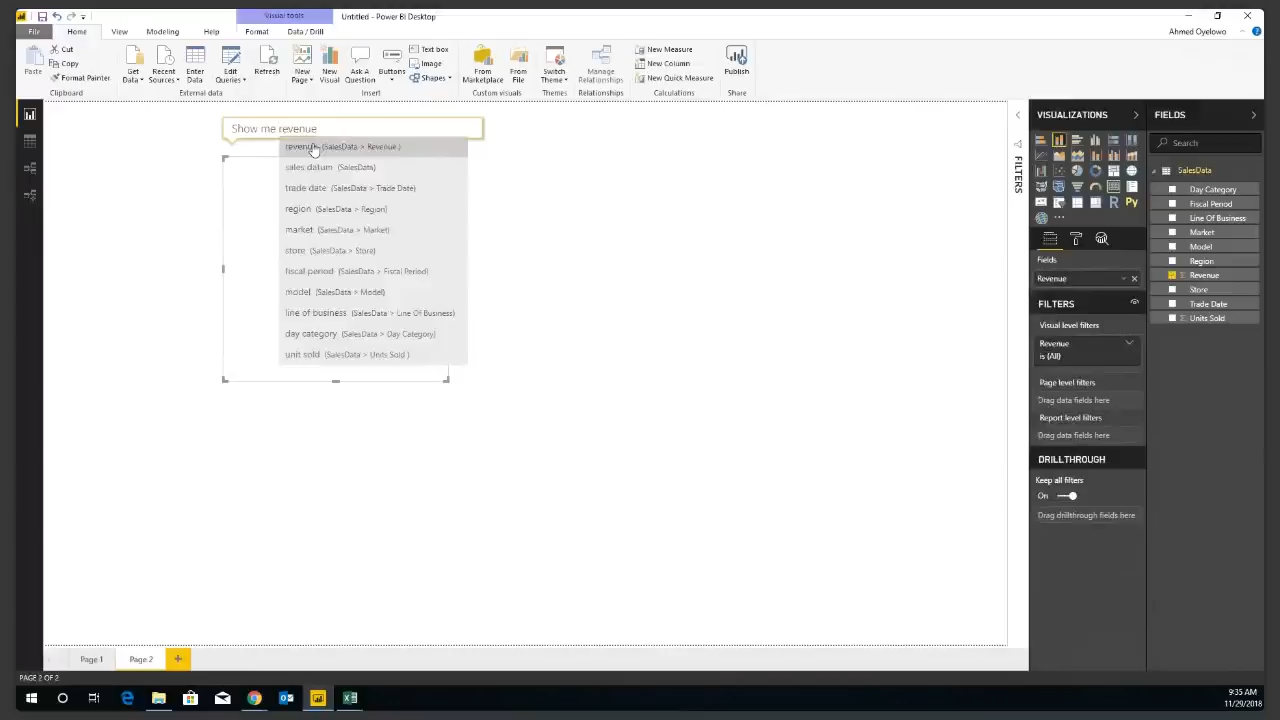 Visual tools
Untitled - Power BI Desktop
File
Home
View
Modeling
Help
Format
Data / Drill
Ahmed Oyelowo
Paste
Cut
Copy
Format Painter
Clipboard
Get Data
Recent Sources
Enter Data
Edit Queries
External data
Refresh
New Page
New Visual
Ask A Question
Buttons
Text box
Image
Shapes
Insert
From Marketplace
From File
Custom visuals
Switch Theme
Themes
Manage Relationships
Relationships
New Measure
New Column
New Quick Measure
Calculations
Publish
Share
Show me revenue
revenue (SalesData > Revenue )
sales datum (SalesData)
trade date (SalesData > Trade Date)
region (SalesData > Region)
market (SalesData > Market)
store (SalesData > Store)
fiscal period (SalesData > Fiscal Period)
model (SalesData > Model)
line of business (SalesData > Line Of Business)
day category (SalesData > Day Category)
unit sold (SalesData > Units Sold )
FILTERS
VISUALIZATIONS
R
Py
Fields
Revenue
FILTERS
Visual level filters
Revenue
is (All)
Page level filters
Drag data fields here
Report level filters
Drag data fields here
DRILLTHROUGH
Keep all filters
On
Drag drillthrough fields here
FIELDS
Search
SalesData
Day Category
Fiscal Period
Line Of Business
Market
Model
Region
Σ Revenue
Store
Trade Date
Σ Units Sold
Page 1
Page 2
+
PAGE 2 OF 2
9:35 AM
11/29/2018